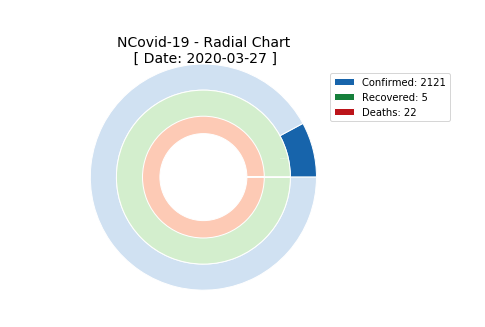 NCovid-19 - Radial Chart
[ Date: 2020-03-27 ]
Confirmed: 2121
Recovered: 5
Deaths: 22